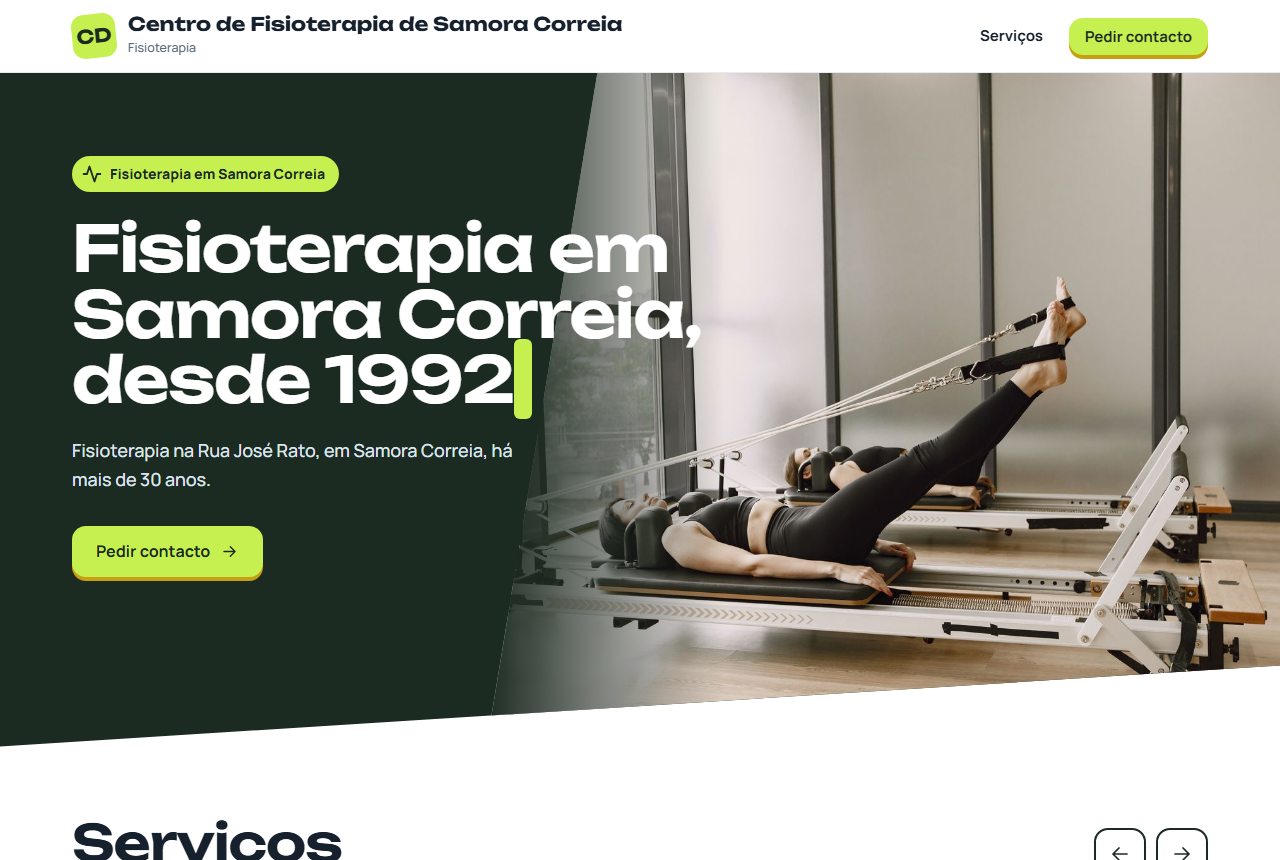 CD
Centro de Fisioterapia de Samora Correia
Fisioterapia
Serviços
Pedir contacto
Fisioterapia em Samora Correia
Fisioterapia em
Samora Correia,
desde 1992
Fisioterapia na Rua José Rato, em Samora Correia, há
mais de 30 anos.
Pedir contacto →
Serviços
← →